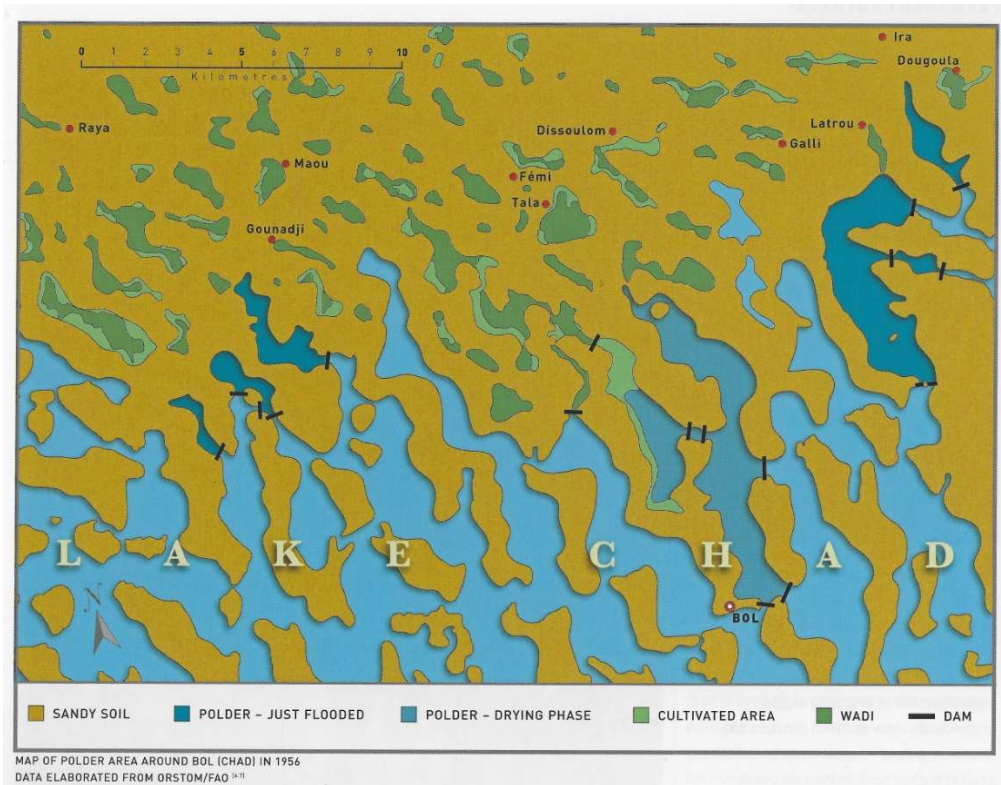 0 1 2 3 4 5 6 7 8 9 10
Kilometres
Ira
Dougoula
Raya
Dissoulom
Latrou
Galli
Maou
Fémi
Tala
Gounadji
LAKE CHAD
N
BOL
SANDY SOIL
POLDER – JUST FLOODED
POLDER – DRYING PHASE
CULTIVATED AREA
WADI
DAM
MAP OF POLDER AREA AROUND BOL (CHAD) IN 1956
DATA ELABORATED FROM ORSTOM/FAO